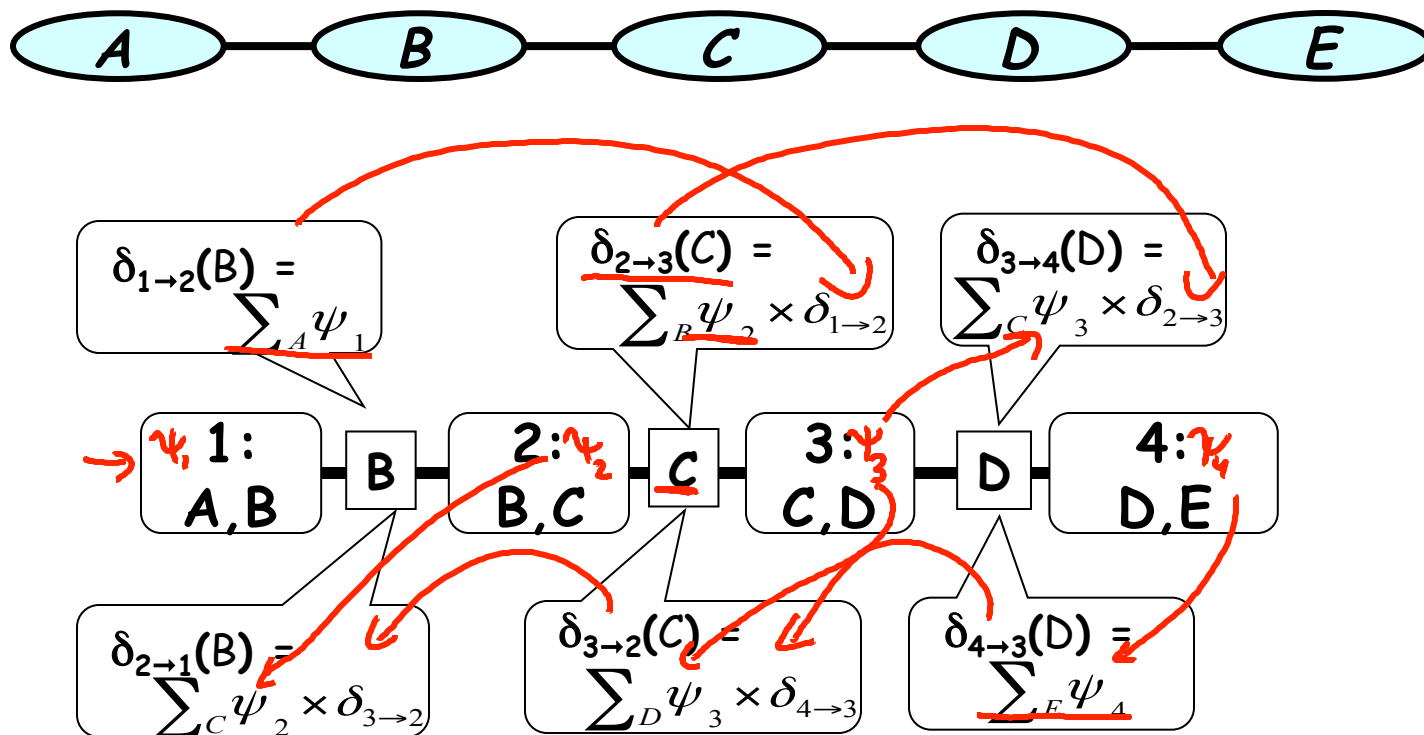 A B C D E
δ1→2(B) =
∑A ψ1
δ2→3(C) =
∑B ψ2 × δ1→2
δ3→4(D) =
∑C ψ3 × δ2→3
ψ1 1:
A,B
B
2: ψ2
B,C
C
3: ψ3
C,D
D
4: ψ4
D,E
δ2→1(B) =
∑C ψ2 × δ3→2
δ3→2(C) =
∑D ψ3 × δ4→3
δ4→3(D) =
∑E ψ4